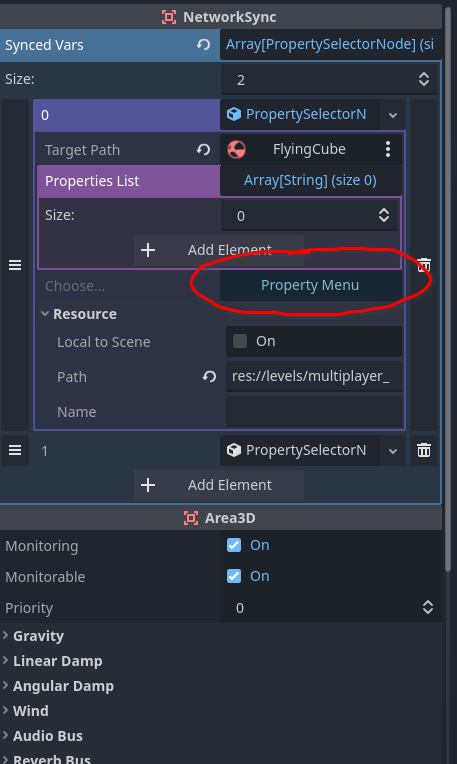 NetworkSync
Synced Vars Array[PropertySelectorNode] (si
Size: 2
0 PropertySelectorN
Target Path FlyingCube
Properties List Array[String] (size 0)
Size: 0
Add Element
Choose... Property Menu
Resource
Local to Scene On
Path res://levels/multiplayer_
Name
1 PropertySelectorN
Add Element
Area3D
Monitoring On
Monitorable On
Priority 0
Gravity
Linear Damp
Angular Damp
Wind
Audio Bus
Reverb Bus